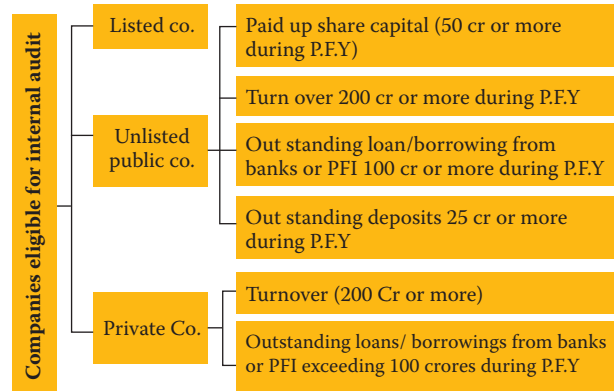 Companies eligible for internal audit
Listed co.
Unlisted
public co.
Paid up share capital (50 cr or more
during P.F.Y)
Turn over 200 cr or more during P.F.Y
Out standing loan/borrowing from
banks or PFI 100 cr or more during P.F.Y
Out standing deposits 25 cr or more
during P.F.Y
Private Co.
Turnover (200 Cr or more)
Outstanding loans/ borrowings from banks
or PFI exceeding 100 crores during P.F.Y